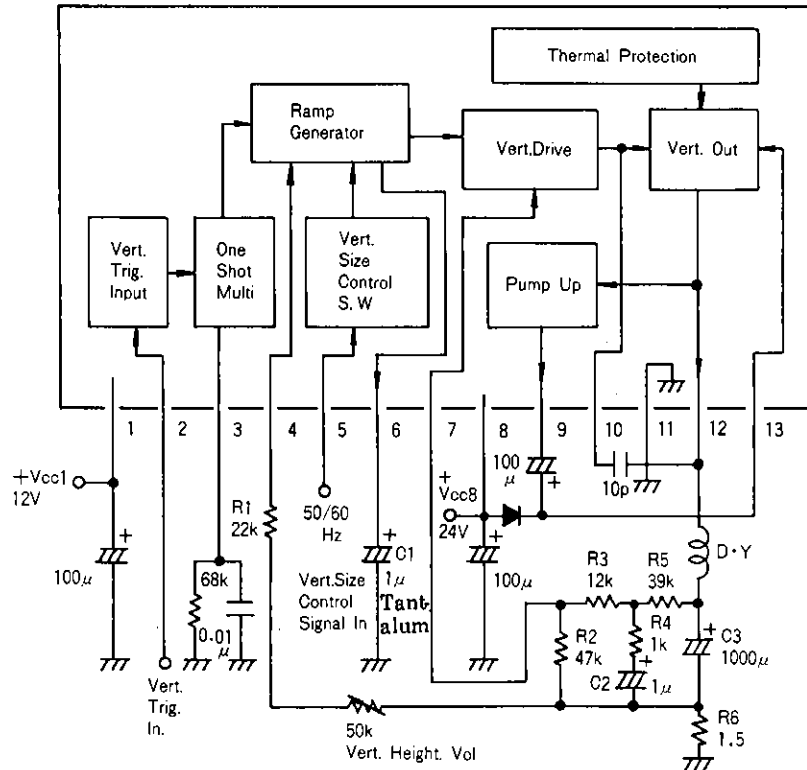 Thermal Protection
Ramp
Generator
Vert.Drive
Vert. Out
Vert.
Trig.
Input
One
Shot
Multi
Vert.
Size
Control
S.W
Pump Up
1
2
3
4
5
6
7
8
9
10
11
12
13
+Vcc1
12V
+
100μ
68k
0.01
μ
Vert.
Trig.
In.
R1
22k
50/60
Hz
Vert.Size
Control
Signal In
+
C1
1μ
Tant-
alum
50k
Vert. Height. Vol
+
Vcc8
24V
+
100μ
100
μ
+
10p
D·Y
R3
12k
R5
39k
R2
47k
R4
1k
+
C2
1μ
+
C3
1000μ
R6
1.5